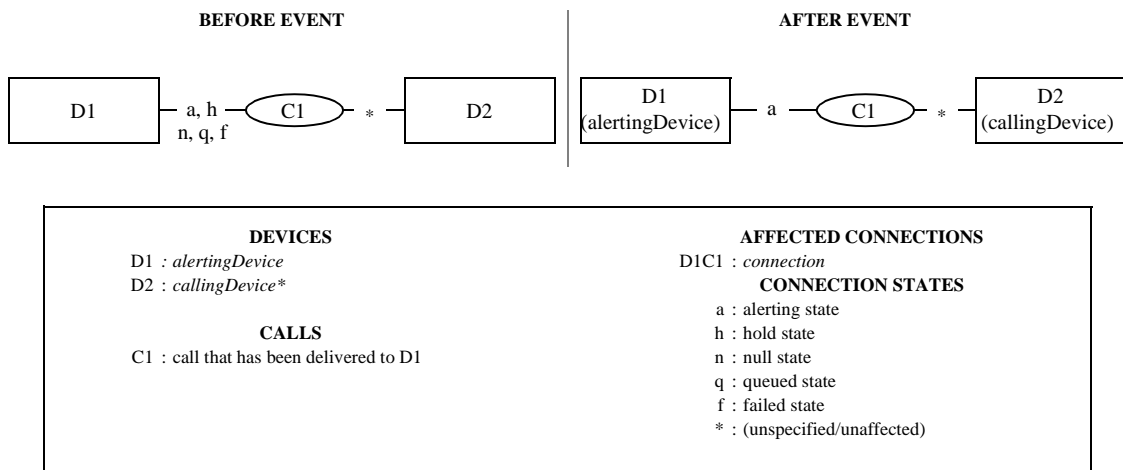 BEFORE EVENT
AFTER EVENT
D1
a, h
n, q, f
C1
*
D2
D1
(alertingDevice)
a
C1
*
D2
(callingDevice)
DEVICES
D1 : alertingDevice
D2 : callingDevice*
CALLS
C1 : call that has been delivered to D1
AFFECTED CONNECTIONS
D1C1 : connection
CONNECTION STATES
a : alerting state
h : hold state
n : null state
q : queued state
f : failed state
* : (unspecified/unaffected)